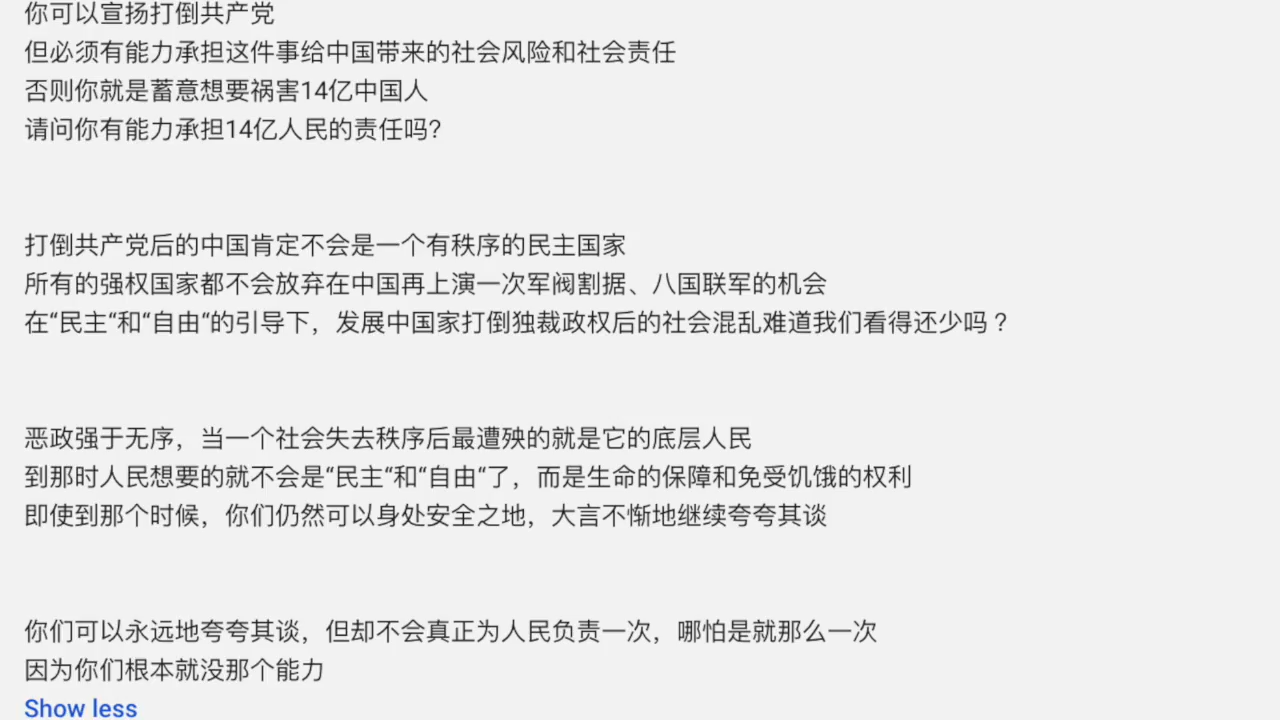 你可以宣扬打倒共产党
但必须有能力承担这件事给中国带来的社会风险和社会责任
否则你就是蓄意想要祸害14亿中国人
请问你有能力承担14亿人民的责任吗?
打倒共产党后的中国肯定不会是一个有秩序的民主国家
所有的强权国家都不会放弃在中国再上演一次军阀割据、八国联军的机会
在“民主“和“自由“的引导下，发展中国家打倒独裁政权后的社会混乱难道我们看得还少吗？
恶政强于无序，当一个社会失去秩序后最遭殃的就是它的底层人民
到那时人民想要的就不会是“民主“和“自由“了，而是生命的保障和免受饥饿的权利
即使到那个时候，你们仍然可以身处安全之地，大言不惭地继续夸夸其谈
你们可以永远地夸夸其谈，但却不会真正为人民负责一次，哪怕是就那么一次
因为你们根本就没那个能力
Show less